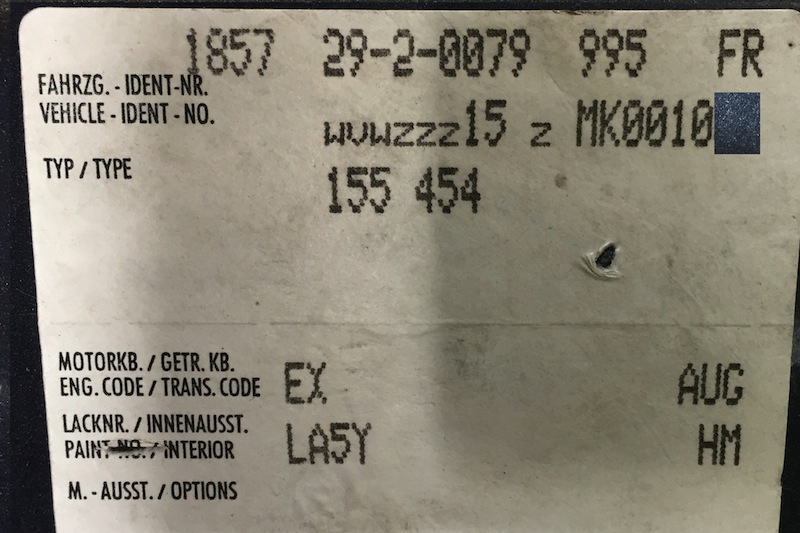 1857 29-2-0079 995 FR
FAHRZG. - IDENT-NR.
VEHICLE - IDENT - NO. WVWZZZ15 Z MK0010
TYP / TYPE 155 454
MOTORKB. / GETR. KB.
ENG. CODE / TRANS. CODE EX AUG
LACKNR. / INNENAUSST.
PAINT NO. / INTERIOR LA5Y HM
M. - AUSST. / OPTIONS